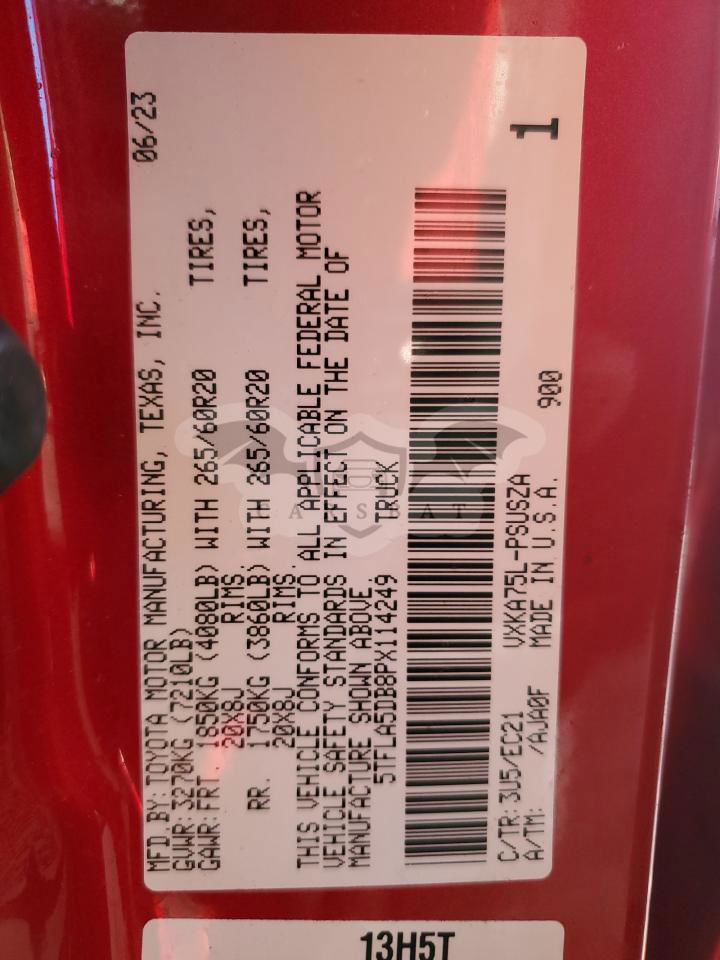 MFD.BY: TOYOTA MOTOR MANUFACTURING, TEXAS, INC. 06/23
GVWR: 3270KG (7210LB)
GAWR: FRT. 1850KG (4080LB) WITH 265/60R20 TIRES,
20X8J RIMS
RR. 1750KG (3860LB) WITH 265/60R20 TIRES,
20X8J RIMS.
THIS VEHICLE CONFORMS TO ALL APPLICABLE FEDERAL MOTOR
VEHICLE SAFETY STANDARDS IN EFFECT ON THE DATE OF
MANUFACTURE SHOWN ABOVE.
5TFLA5DB8PX114249 TRUCK
C/TR: 3U5/EC21 VXKA75L-PSUSZA 1
A/TM: /AJA0F MADE IN U.S.A. 900
13H5T